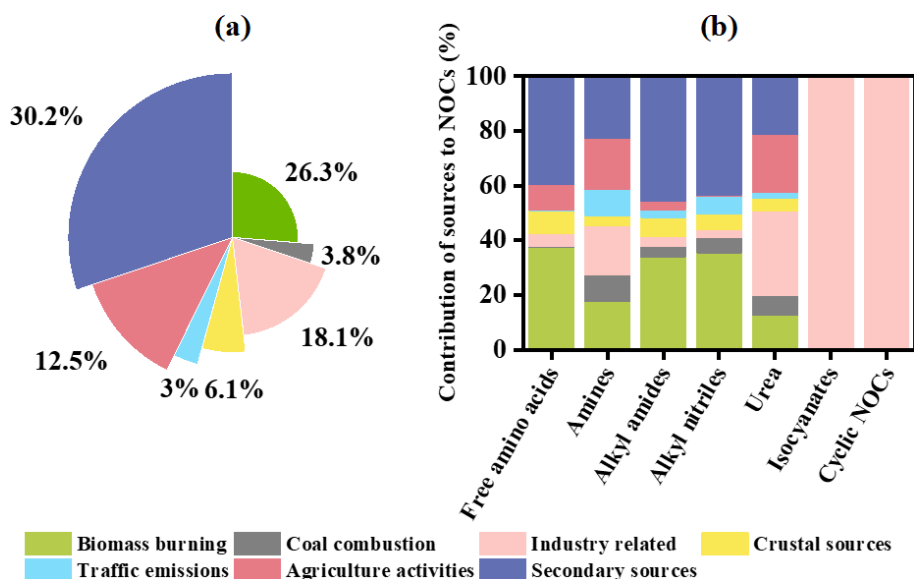 (a)
(b)
30.2%
26.3%
3.8%
18.1%
6.1%
3%
12.5%
Contribution of sources to NOCs (%)
100
80
60
40
20
0
Free amino acids
Amines
Alkyl amides
Alkyl nitriles
Urea
Isocyanates
Cyclic NOCs
Biomass burning
Coal combustion
Industry related
Crustal sources
Traffic emissions
Agriculture activities
Secondary sources